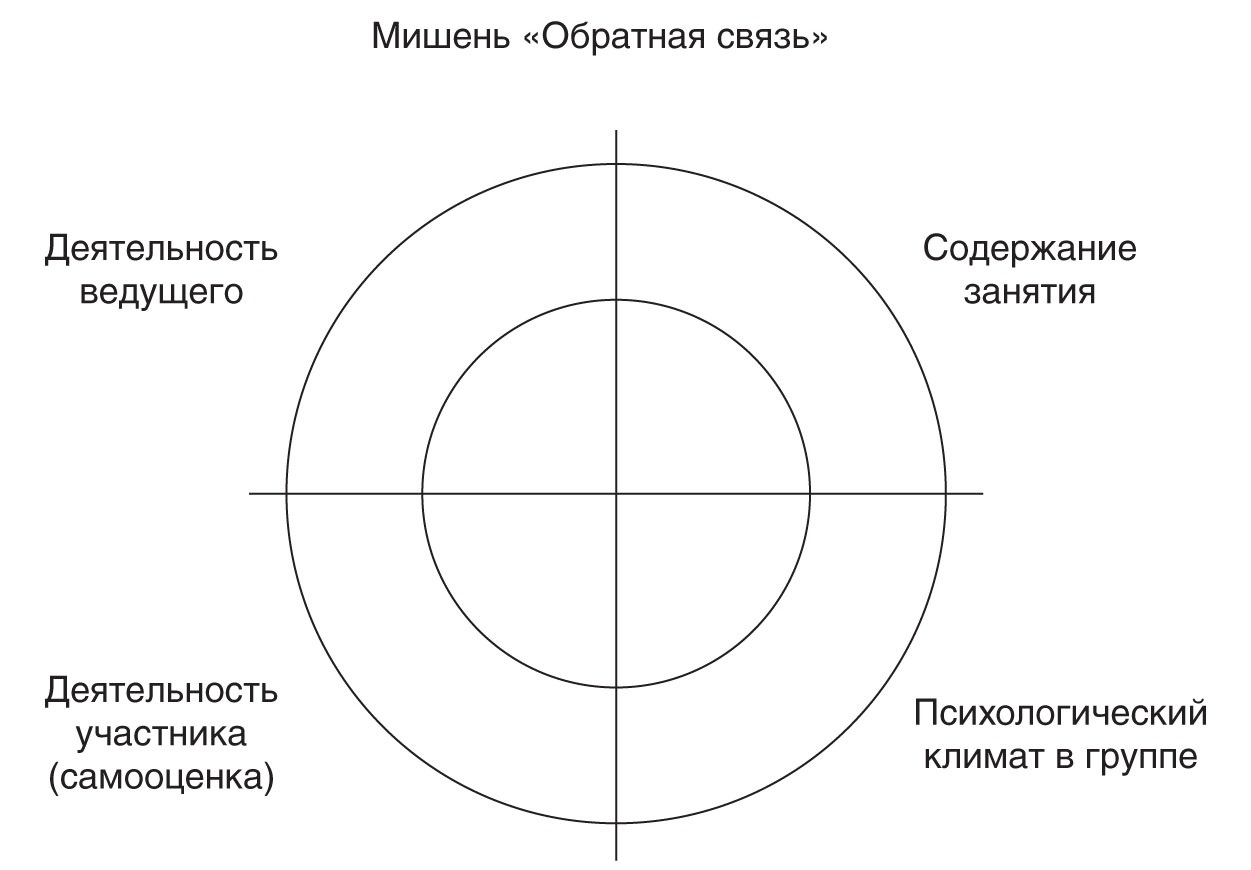 Мишень «Обратная связь»
Деятельность
ведущего
Содержание
занятия
Деятельность
участника
(самооценка)
Психологический
климат в группе